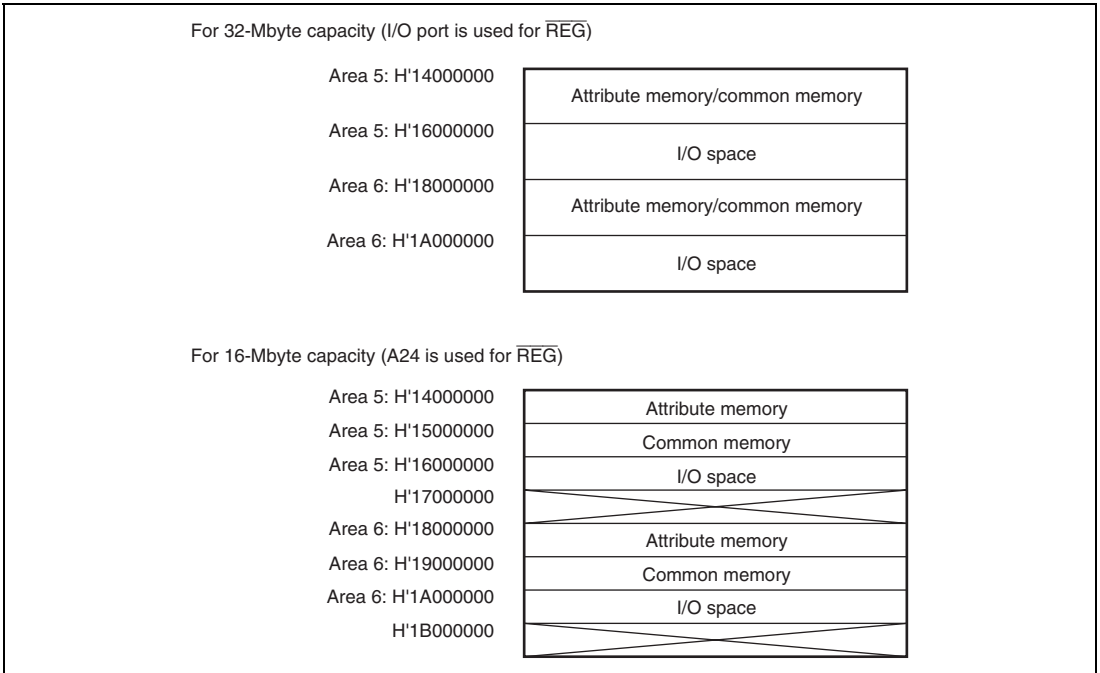 For 32-Mbyte capacity (I/O port is used for R̅E̅G̅)
Area 5: H'14000000
Attribute memory/common memory
Area 5: H'16000000
I/O space
Area 6: H'18000000
Attribute memory/common memory
Area 6: H'1A000000
I/O space
For 16-Mbyte capacity (A24 is used for R̅E̅G̅)
Area 5: H'14000000
Attribute memory
Area 5: H'15000000
Common memory
Area 5: H'16000000
I/O space
H'17000000
Area 6: H'18000000
Attribute memory
Area 6: H'19000000
Common memory
Area 6: H'1A000000
I/O space
H'1B000000